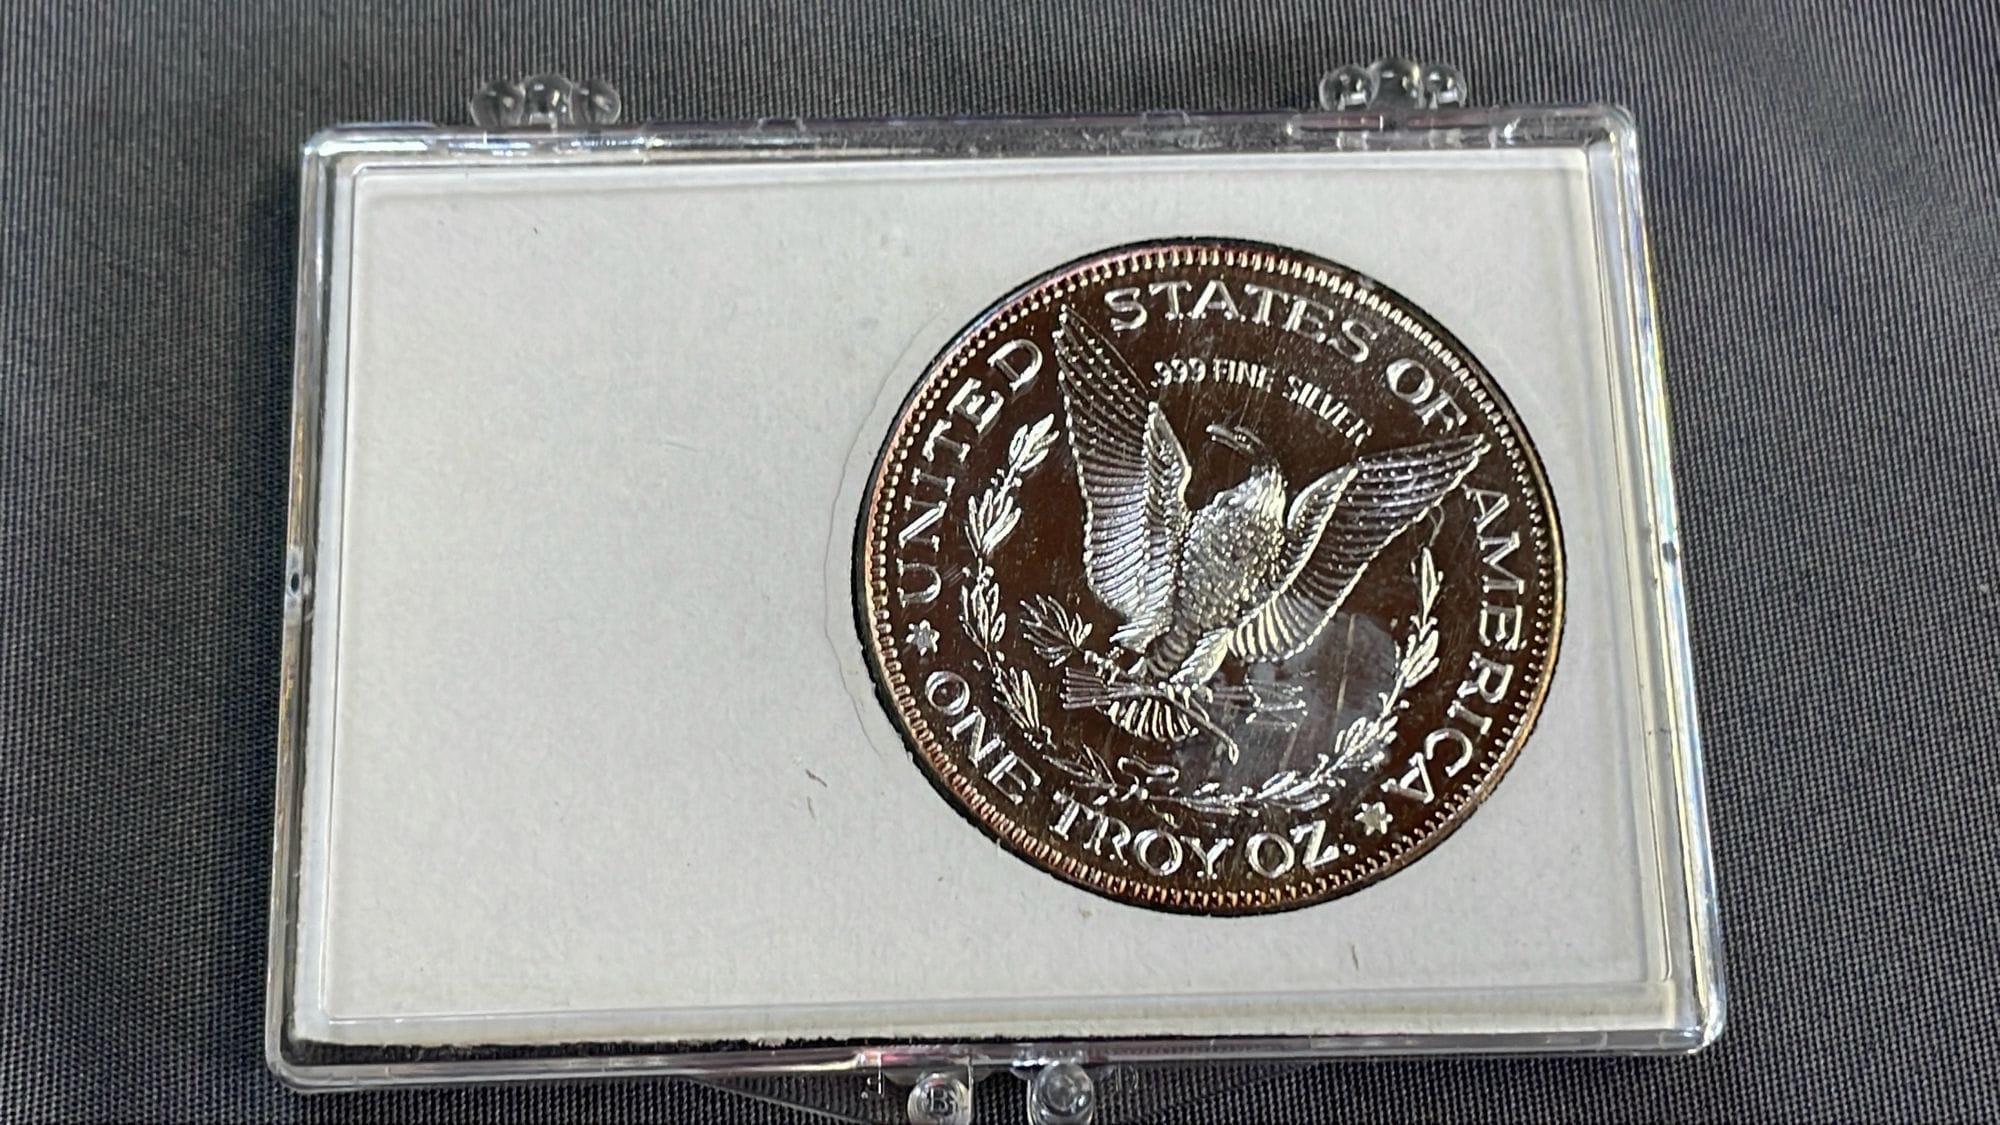 UNITED STATES OF AMERICA
.999 FINE SILVER
ONE TROY OZ.